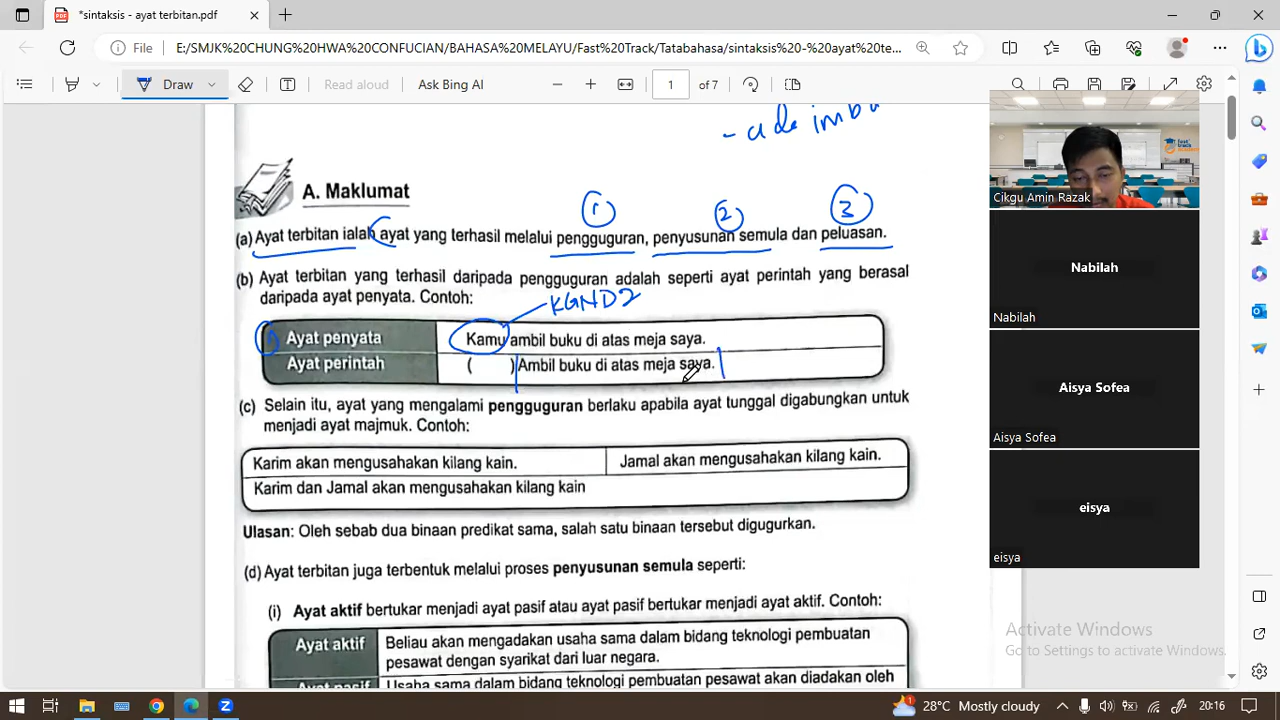 *sintaksis - ayat terbitan.pdf
File
E:/SMJK%20CHUNG%20HWA%20CONFUCIAN/BAHASA%20MELAYU/Fast%20Track/Tatabahasa/sintaksis%20-%20ayat%20te...
Draw
Read aloud
Ask Bing AI
1
of 7
- ada imbu
A. Maklumat
1
2
3
(a) Ayat terbitan ialah ayat yang terhasil melalui pengguguran, penyusunan semula dan peluasan.
(b) Ayat terbitan yang terhasil daripada pengguguran adalah seperti ayat perintah yang berasal
daripada ayat penyata. Contoh:
KGND2
Ayat penyata
Kamu ambil buku di atas meja saya.
Ayat perintah
( ) Ambil buku di atas meja saya.
(c) Selain itu, ayat yang mengalami pengguguran berlaku apabila ayat tunggal digabungkan untuk
menjadi ayat majmuk. Contoh:
Karim akan mengusahakan kilang kain.
Jamal akan mengusahakan kilang kain.
Karim dan Jamal akan mengusahakan kilang kain
Ulasan: Oleh sebab dua binaan predikat sama, salah satu binaan tersebut digugurkan.
(d) Ayat terbitan juga terbentuk melalui proses penyusunan semula seperti:
(i) Ayat aktif bertukar menjadi ayat pasif atau ayat pasif bertukar menjadi ayat aktif. Contoh:
Ayat aktif
Beliau akan mengadakan usaha sama dalam bidang teknologi pembuatan
pesawat dengan syarikat dari luar negara.
Ayat pasif
Usaha sama dalam bidang teknologi pembuatan pesawat akan diadakan oleh
Cikgu Amin Razak
Nabilah
Nabilah
Aisya Sofea
Aisya Sofea
eisya
eisya
Activate Windows
Go to Settings to activate Windows.
1
28°C Mostly cloudy
20:16